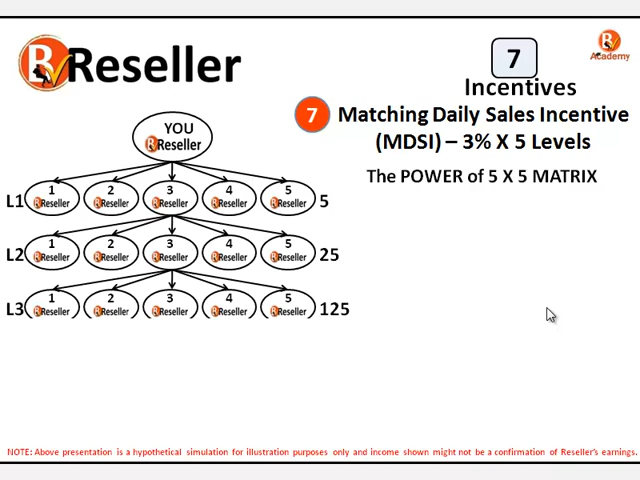 Reseller
7
Incentives
Academy
7 Matching Daily Sales Incentive
(MDSI) – 3% X 5 Levels
The POWER of 5 X 5 MATRIX
YOU
Reseller
L1 1 Reseller 2 Reseller 3 Reseller 4 Reseller 5 Reseller 5
L2 1 Reseller 2 Reseller 3 Reseller 4 Reseller 5 Reseller 25
L3 1 Reseller 2 Reseller 3 Reseller 4 Reseller 5 Reseller 125
NOTE: Above presentation is a hypothetical simulation for illustration purposes only and income shown might not be a confirmation of Reseller's earnings.